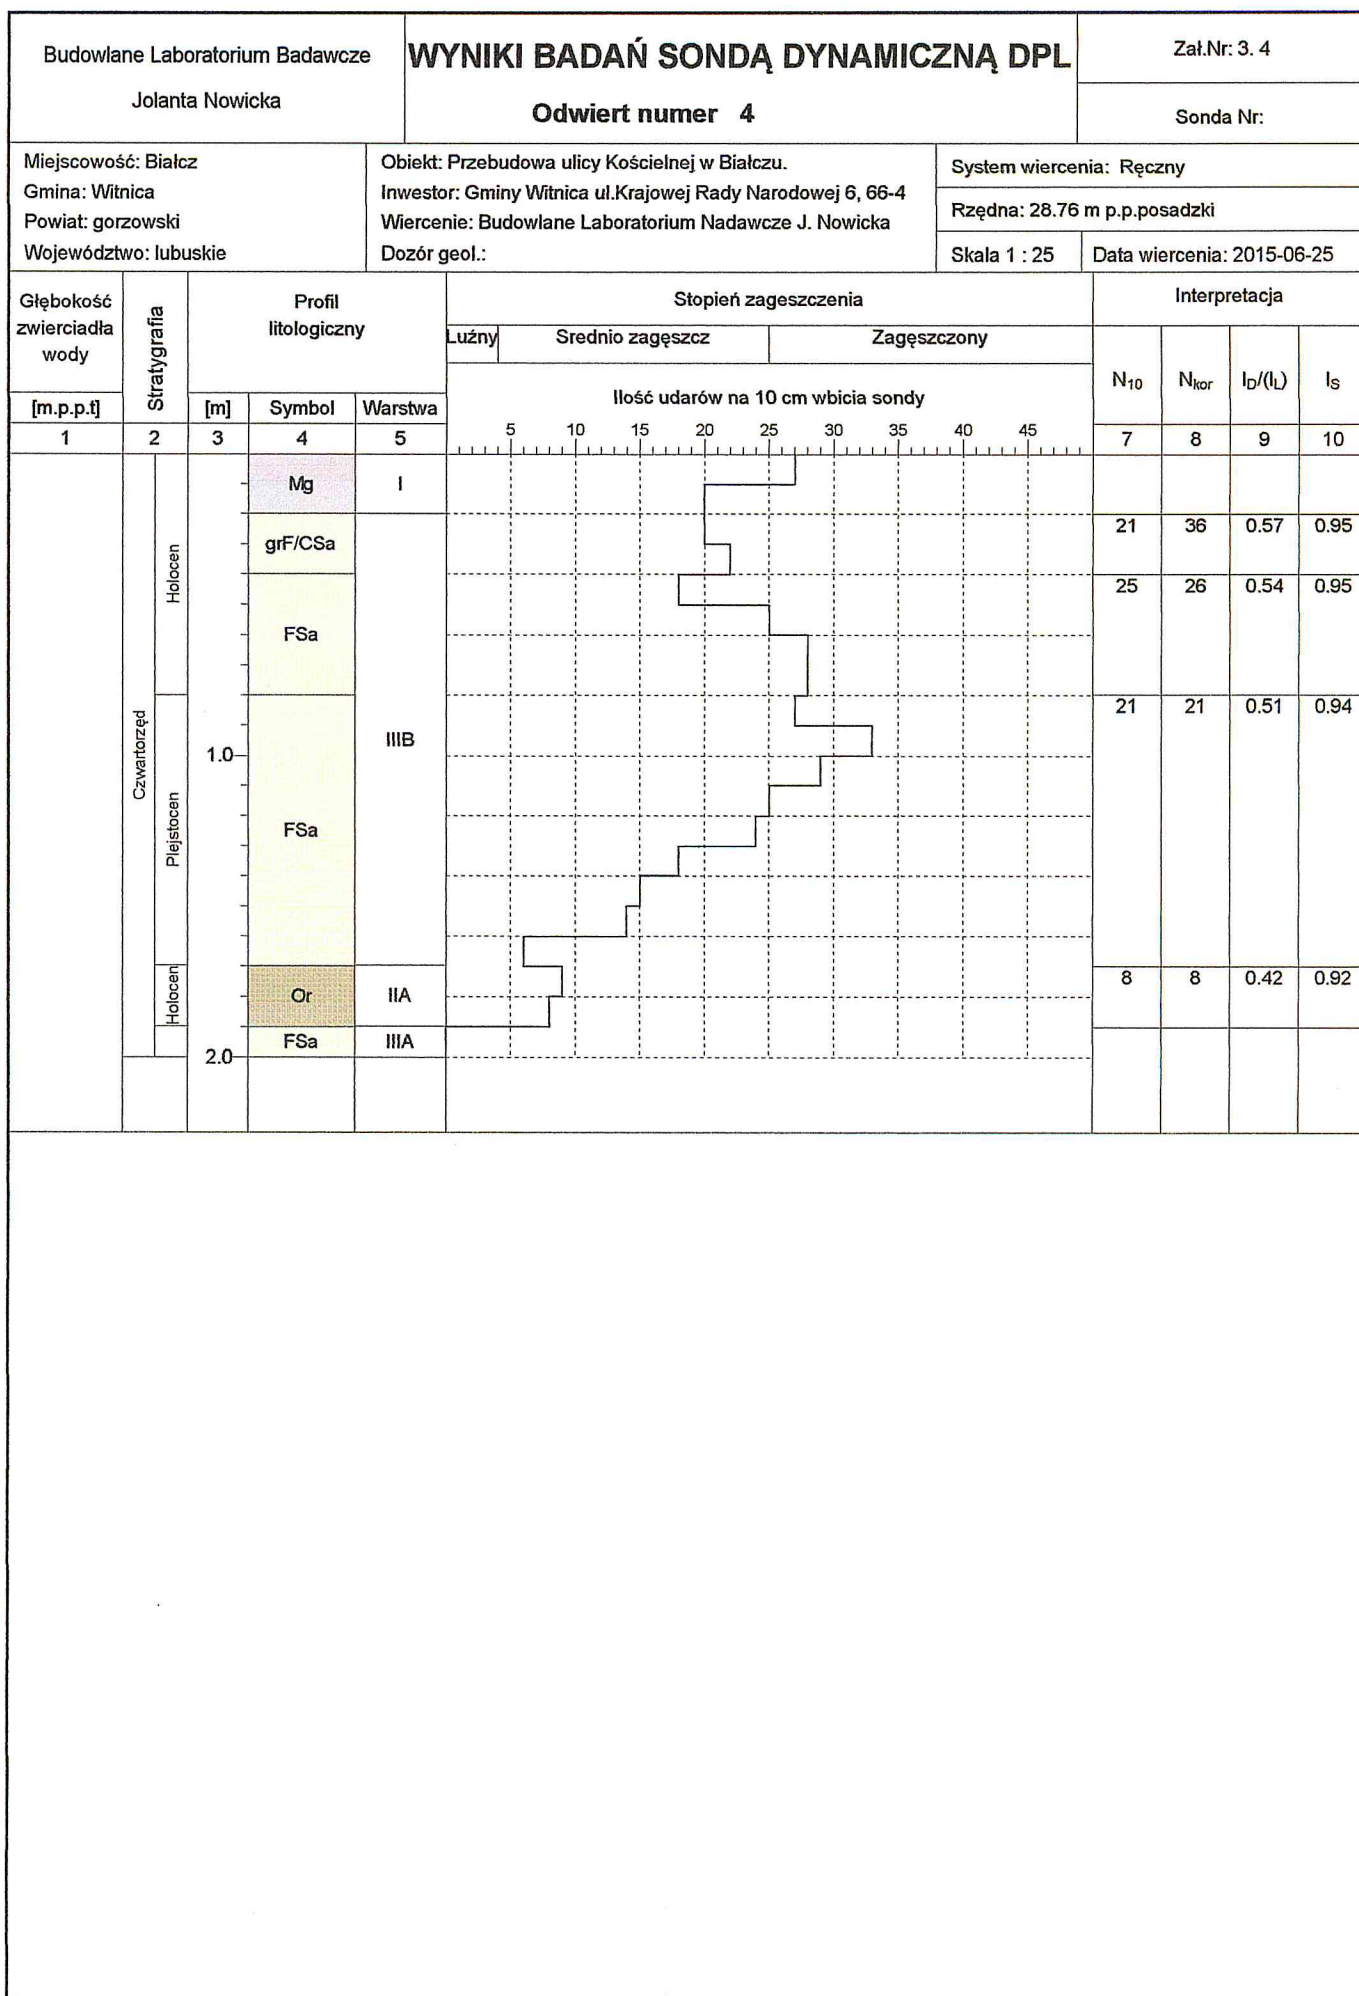 Budowlane Laboratorium Badawcze
Jolanta Nowicka
WYNIKI BADAŃ SONDĄ DYNAMICZNĄ DPL
Odwiert numer 4
Zał.Nr: 3. 4
Sonda Nr:
Miejscowość: Białcz
Gmina: Witnica
Powiat: gorzowski
Województwo: lubuskie
Obiekt: Przebudowa ulicy Kościelnej w Białczu.
Inwestor: Gminy Witnica ul.Krajowej Rady Narodowej 6, 66-4
Wiercenie: Budowlane Laboratorium Nadawcze J. Nowicka
Dozór geol.:
System wiercenia: Ręczny
Rzędna: 28.76 m p.p.posadzki
Skala 1 : 25
Data wiercenia: 2015-06-25
Głębokość
zwierciadła
wody
[m.p.p.t]
Stratygrafia
Profil
litologiczny
[m] Symbol Warstwa
Stopień zageszczenia
Luźny Srednio zagęszcz Zagęszczony
Ilość udarów na 10 cm wbicia sondy
Interpretacja
N10 Nkor ID/(IL) IS
1 2 3 4 5
5 10 15 20 25 30 35 40 45
7 8 9 10
Czwartorzęd
Holocen
Plejstocen
Holocen
1.0
2.0
Mg I
grF/CSa
FSa
IIIB
FSa
Or IIA
FSa IIIA
21 36 0.57 0.95
25 26 0.54 0.95
21 21 0.51 0.94
8 8 0.42 0.92